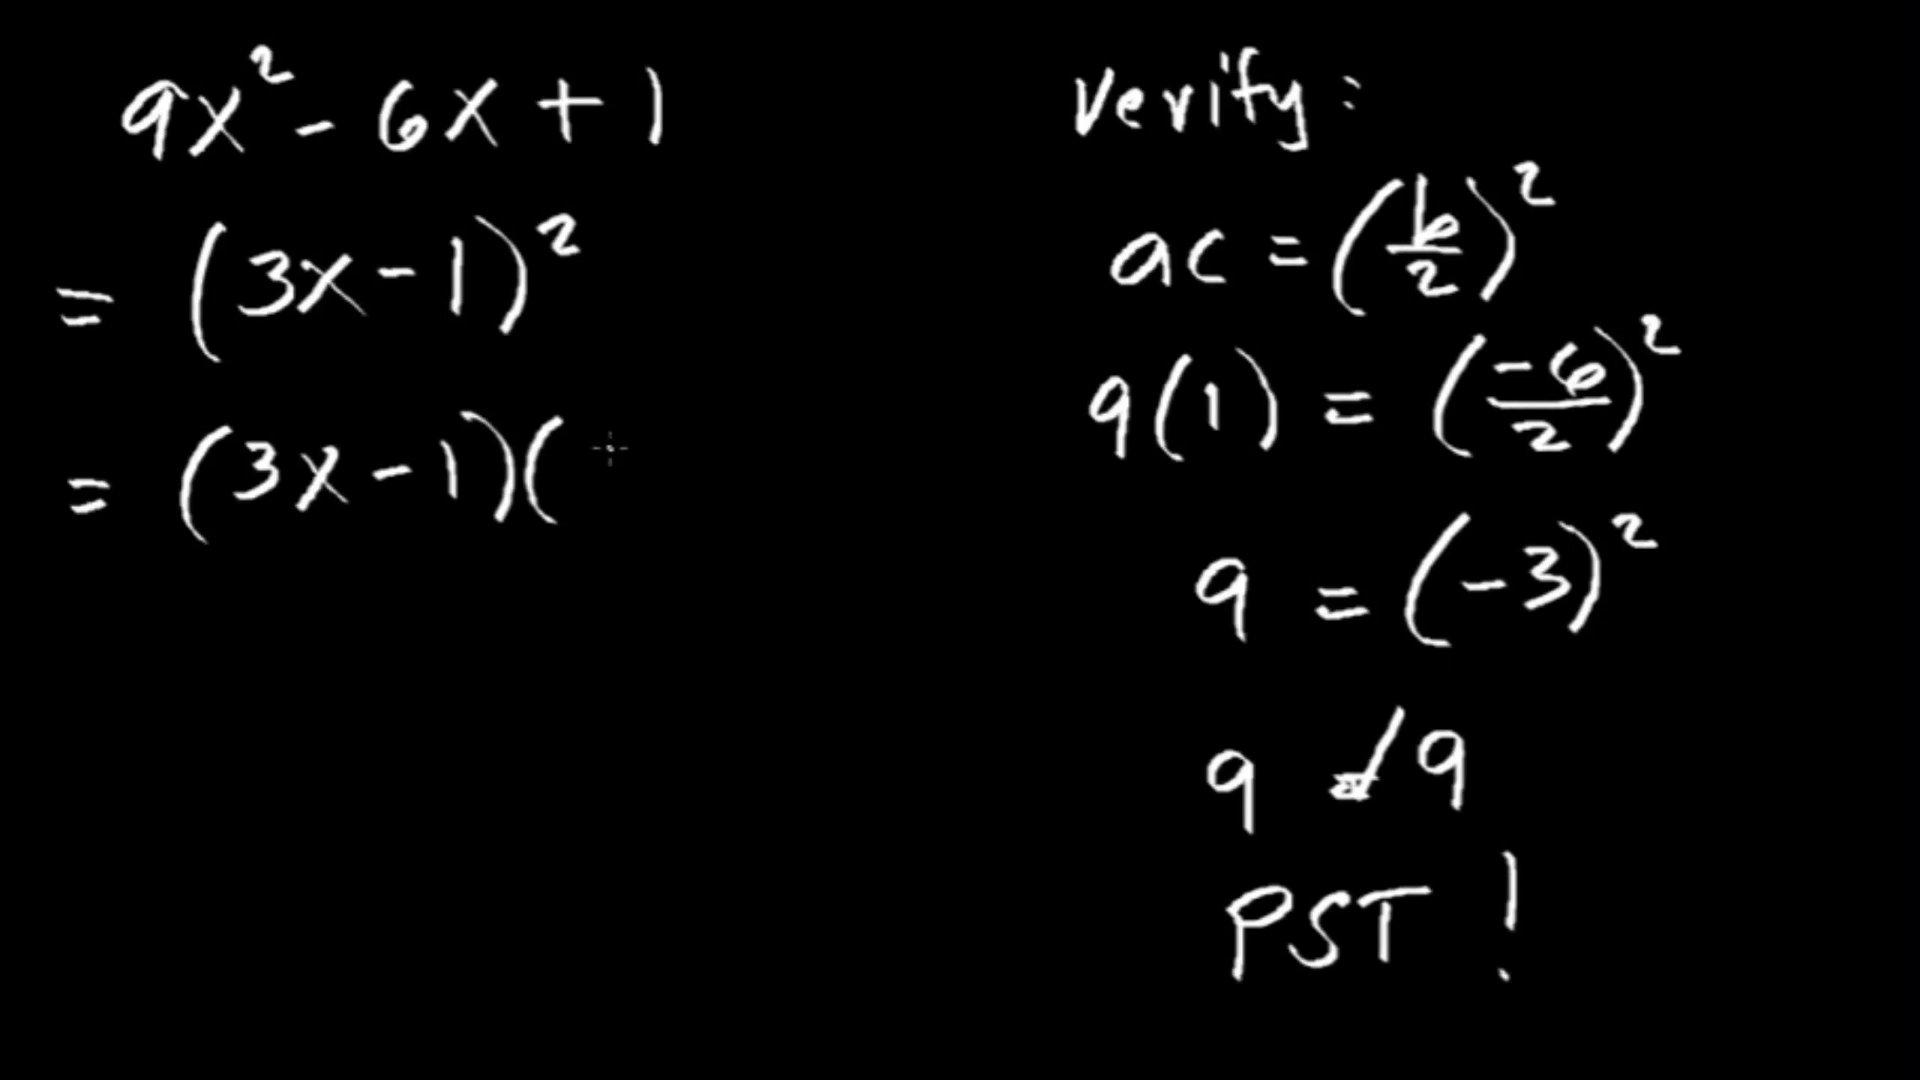 9x² - 6x + 1
= (3x - 1)²
= (3x - 1)(
Verify:
ac = (b/2)²
9(1) = (-6/2)²
9 = (-3)²
9 = 9
PST!